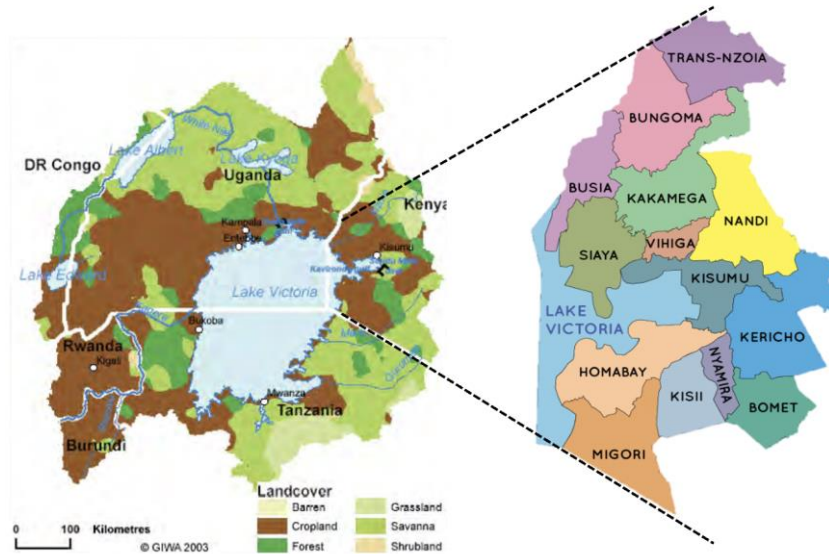 White Nile
DR Congo
Lake Albert
Lake Kyoga
Uganda
Kenya
Kampala
Entebbe
Kisumu
Lake Edward
Lake Victoria
Bukoba
Rwanda
Kigali
Mwanza
Tanzania
Burundi
Landcover
Barren
Cropland
Forest
Grassland
Savanna
Shrubland
0 100 Kilometres
© GIWA 2003
TRANS-NZOIA
BUNGOMA
BUSIA
KAKAMEGA
NANDI
SIAYA
VIHIGA
KISUMU
LAKE
VICTORIA
KERICHO
HOMABAY
NYAMIRA
KISII
BOMET
MIGORI